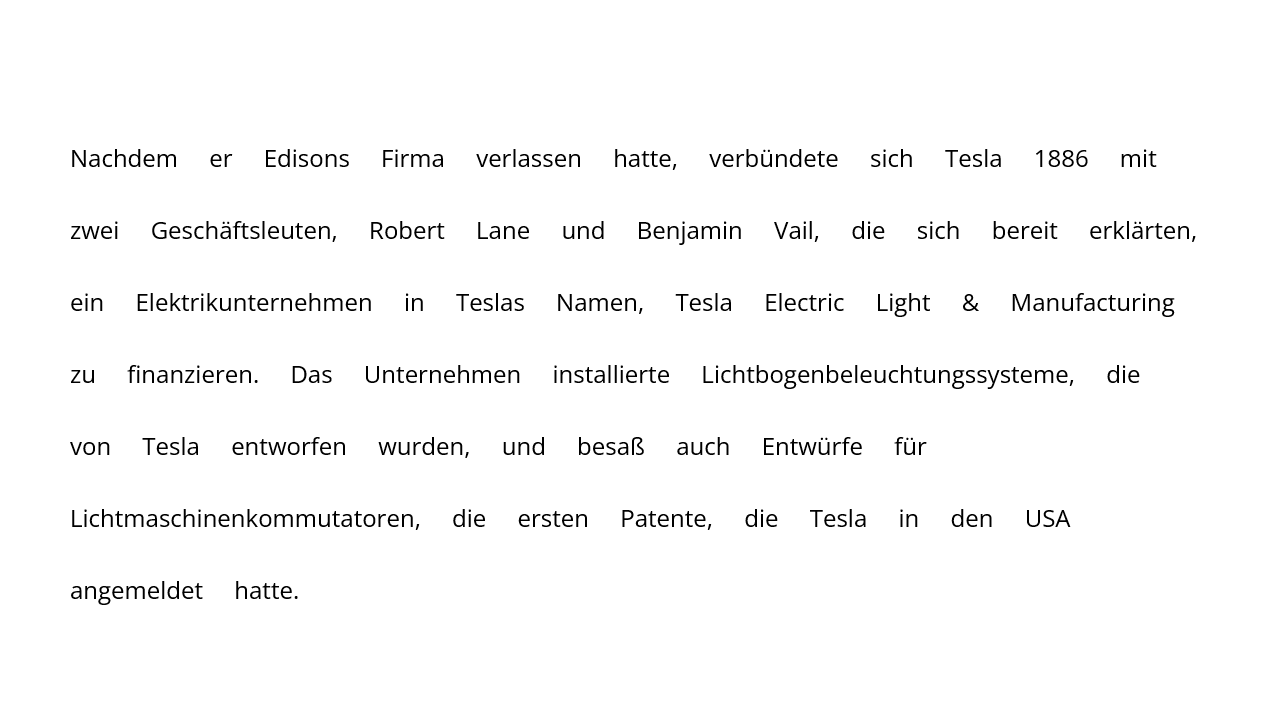 Nachdem er Edisons Firma verlassen hatte, verbündete sich Tesla 1886 mit
zwei Geschäftsleuten, Robert Lane und Benjamin Vail, die sich bereit erklärten,
ein Elektrikunternehmen in Teslas Namen, Tesla Electric Light & Manufacturing
zu finanzieren. Das Unternehmen installierte Lichtbogenbeleuchtungssysteme, die
von Tesla entworfen wurden, und besaß auch Entwürfe für
Lichtmaschinenkommutatoren, die ersten Patente, die Tesla in den USA
angemeldet hatte.